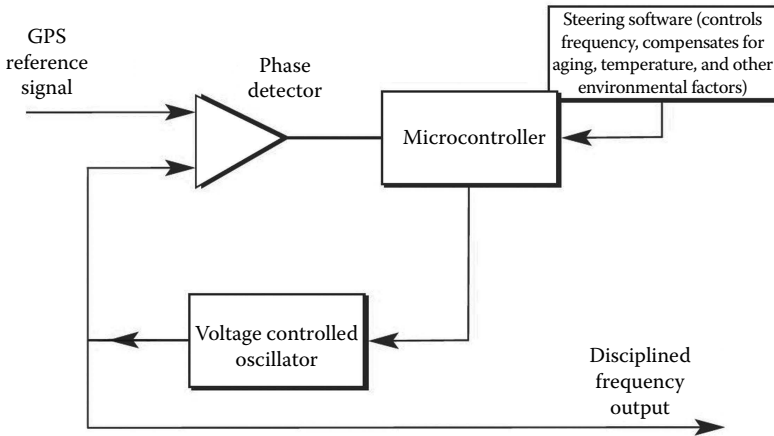 GPS
reference
signal
Phase
detector
Steering software (controls
frequency, compensates for
aging, temperature, and other
environmental factors)
Microcontroller
Voltage controlled
oscillator
Disciplined
frequency
output